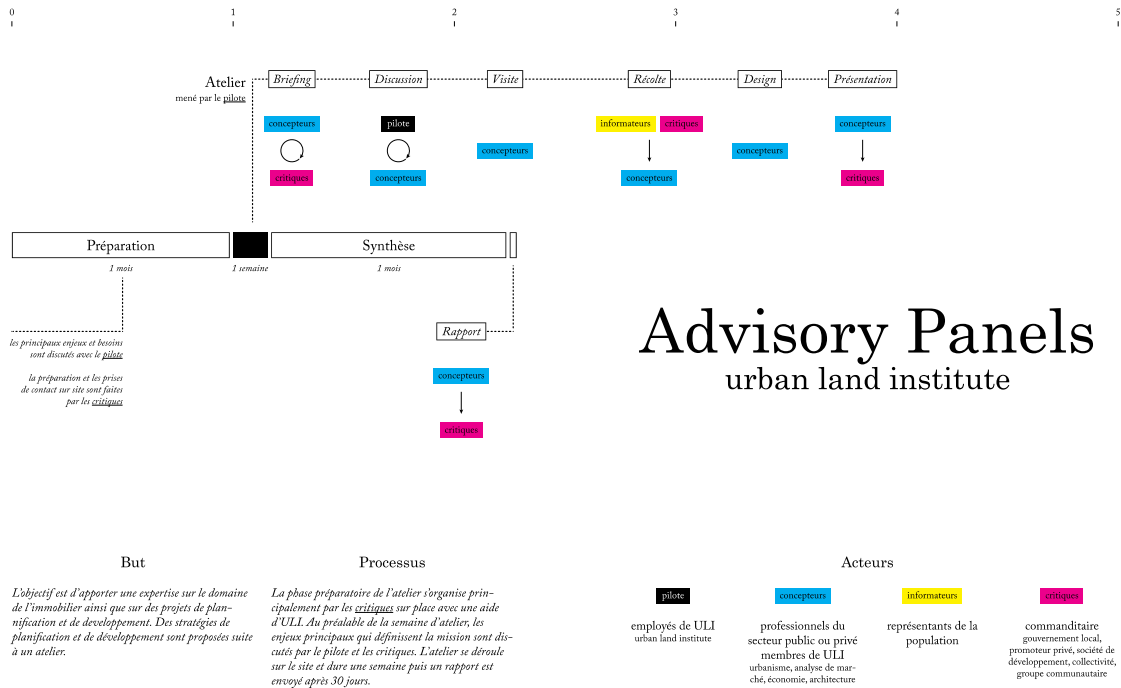 0 1 2 3 4 5
Atelier
mené par le pilote
Briefing Discussion Visite Récolte Design Présentation
concepteurs pilote informateurs critiques concepteurs
concepteurs concepteurs
critiques concepteurs concepteurs critiques
Préparation Synthèse
1 mois 1 semaine 1 mois
Rapport
les principaux enjeux et besoins
sont discutés avec le pilote
la préparation et les prises
de contact sur site sont faites
par les critiques
concepteurs
critiques
Advisory Panels
urban land institute
But
L'objectif est d'apporter une expertise sur le domaine
de l'immobilier ainsi que sur des projets de plan-
nification et de developpement. Des stratégies de
planification et de développement sont proposées suite
à un atelier.
Processus
La phase préparatoire de l'atelier s'organise prin-
cipalement par les critiques sur place avec une aide
d'ULI. Au préalable de la semaine d'atelier, les
enjeux principaux qui définissent la mission sont dis-
cutés par le pilote et les critiques. L'atelier se déroule
sur le site et dure une semaine puis un rapport est
envoyé après 30 jours.
Acteurs
pilote
employés de ULI
urban land institute
concepteurs
professionnels du
secteur public ou privé
membres de ULI
urbanisme, analyse de mar-
ché, économie, architecture
informateurs
représentants de la
population
critiques
commanditaire
gouvernement local,
promoteur privé, société de
développement, collectivité,
groupe communautaire